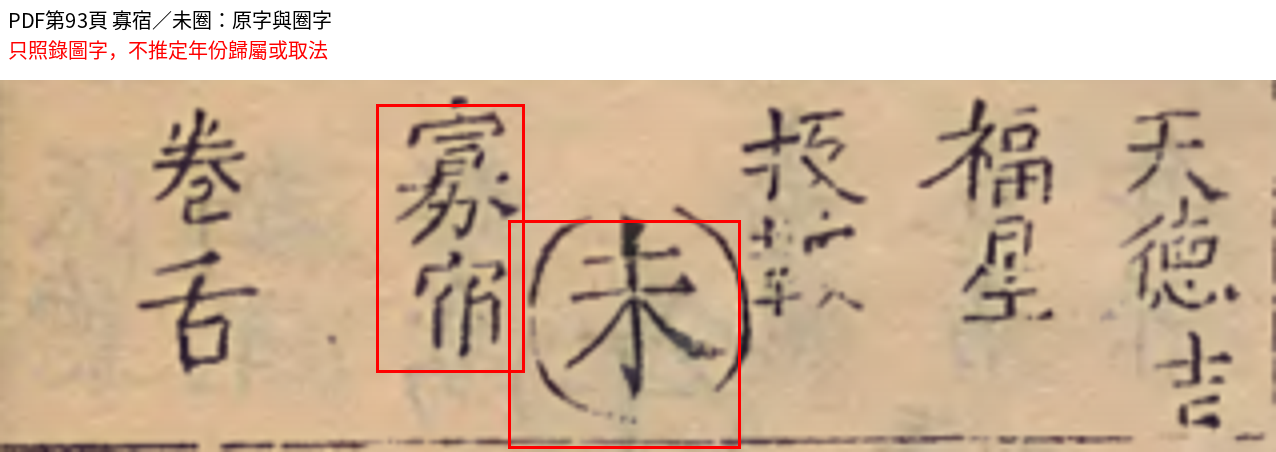 PDF第93頁 寡宿／未圈：原字與圈字
只照錄圖字，不推定年份歸屬或取法
天德吉
福星
未
寡宿
卷舌